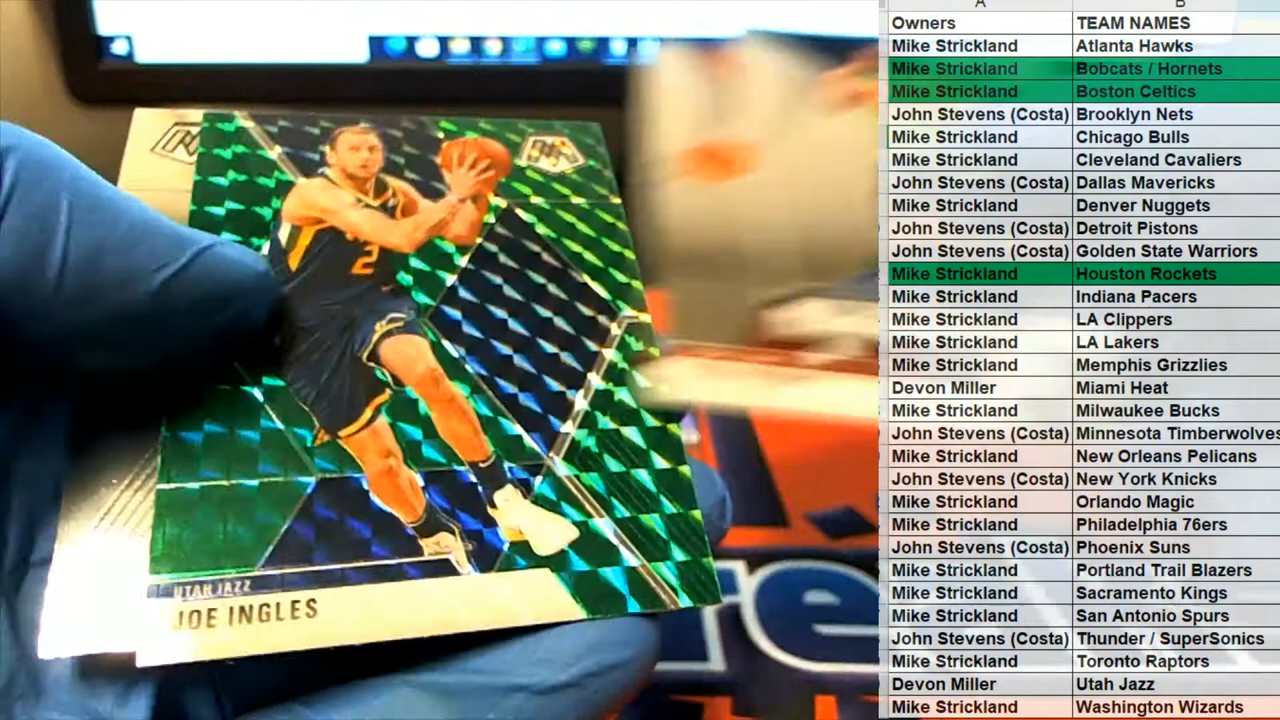 UTAH JAZZ
JOE INGLES
re
A B
Owners TEAM NAMES
Mike Strickland Atlanta Hawks
Mike Strickland Bobcats / Hornets
Mike Strickland Boston Celtics
John Stevens (Costa) Brooklyn Nets
Mike Strickland Chicago Bulls
Mike Strickland Cleveland Cavaliers
John Stevens (Costa) Dallas Mavericks
Mike Strickland Denver Nuggets
John Stevens (Costa) Detroit Pistons
John Stevens (Costa) Golden State Warriors
Mike Strickland Houston Rockets
Mike Strickland Indiana Pacers
Mike Strickland LA Clippers
Mike Strickland LA Lakers
Mike Strickland Memphis Grizzlies
Devon Miller Miami Heat
Mike Strickland Milwaukee Bucks
John Stevens (Costa) Minnesota Timberwolves
Mike Strickland New Orleans Pelicans
John Stevens (Costa) New York Knicks
Mike Strickland Orlando Magic
Mike Strickland Philadelphia 76ers
John Stevens (Costa) Phoenix Suns
Mike Strickland Portland Trail Blazers
Mike Strickland Sacramento Kings
Mike Strickland San Antonio Spurs
John Stevens (Costa) Thunder / SuperSonics
Mike Strickland Toronto Raptors
Devon Miller Utah Jazz
Mike Strickland Washington Wizards
2